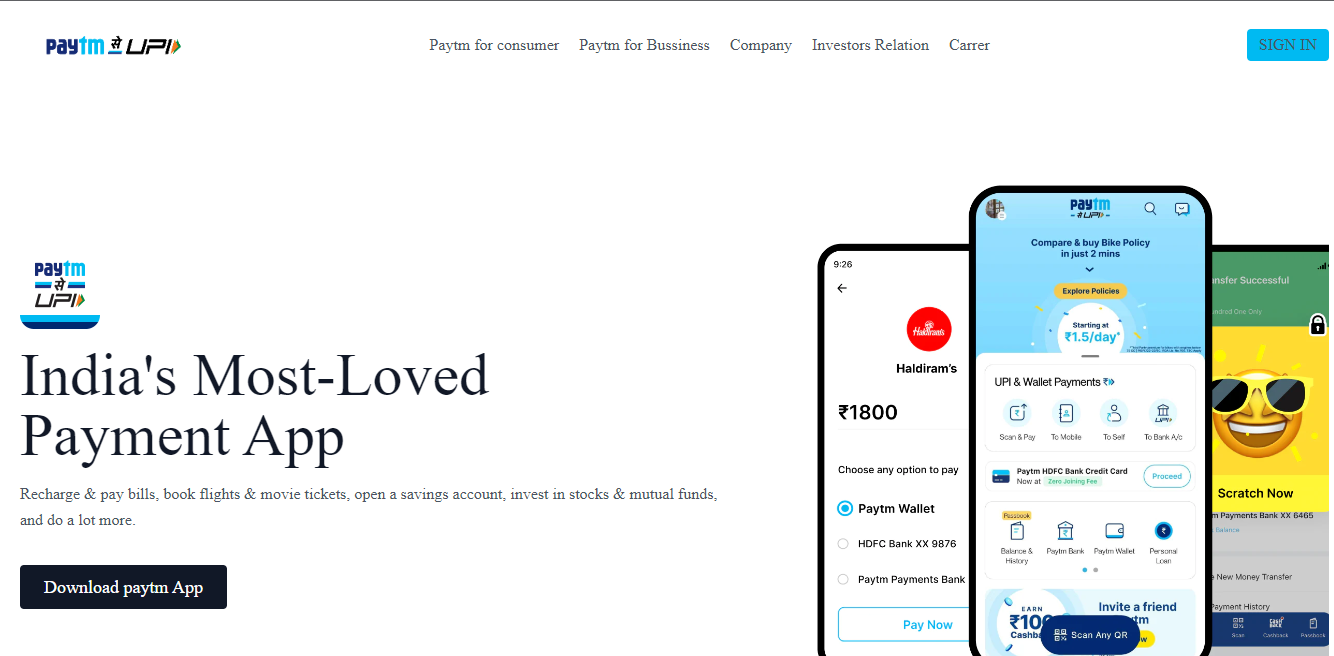 paytm से UPI
Paytm for consumer
Paytm for Bussiness
Company
Investors Relation
Carrer
SIGN IN
paytm
से
UPI
India's Most-Loved
Payment App
Recharge & pay bills, book flights & movie tickets, open a savings account, invest in stocks & mutual funds,
and do a lot more.
Download paytm App
9:26
Haldiram's
Haldiram's
₹1800
Choose any option to pay
Paytm Wallet
HDFC Bank XX 9876
Paytm Payments Bank
Pay Now
paytm
से UPI
Compare & buy Bike Policy
in just 2 mins
Explore Policies
Starting at
₹1.5/day*
UPI & Wallet Payments
Scan & Pay
To Mobile
To Self
UPI
To Bank A/c
Paytm HDFC Bank Credit Card
Now at Zero Joining Fee
Proceed
Passbook
Balance &
History
Paytm Bank
Paytm Wallet
Personal
Loan
EARN
₹100
Cashba
Invite a friend
tm
w
Scan Any QR
nsfer Successful
ndred One Only
Scratch Now
m Payments Bank XX 6465
Balance
e New Money Transfer
Payment History
Scan
Cashback
Passbook